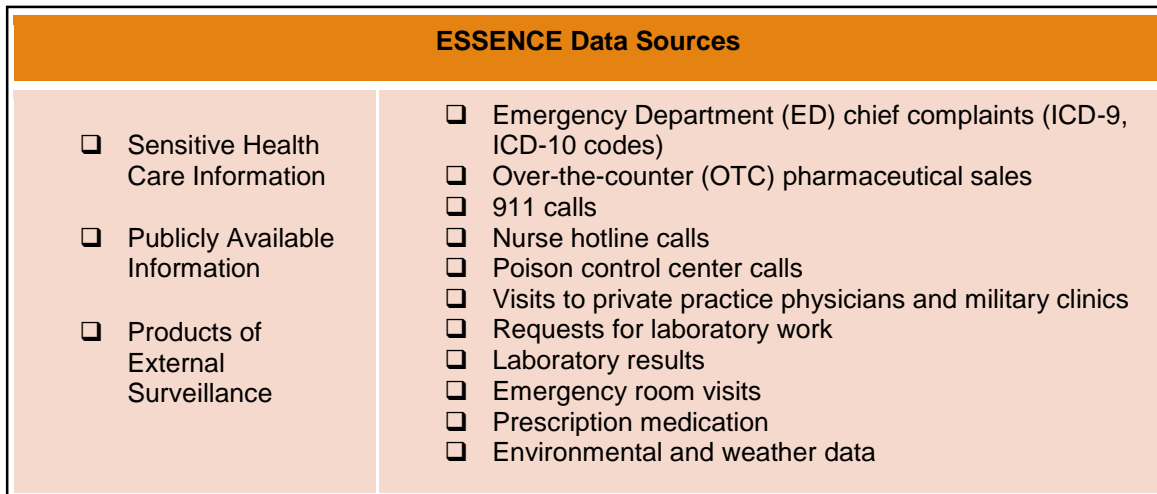 ESSENCE Data Sources
❑ Sensitive Health
Care Information
❑ Publicly Available
Information
❑ Products of
External
Surveillance
❑ Emergency Department (ED) chief complaints (ICD-9,
ICD-10 codes)
❑ Over-the-counter (OTC) pharmaceutical sales
❑ 911 calls
❑ Nurse hotline calls
❑ Poison control center calls
❑ Visits to private practice physicians and military clinics
❑ Requests for laboratory work
❑ Laboratory results
❑ Emergency room visits
❑ Prescription medication
❑ Environmental and weather data